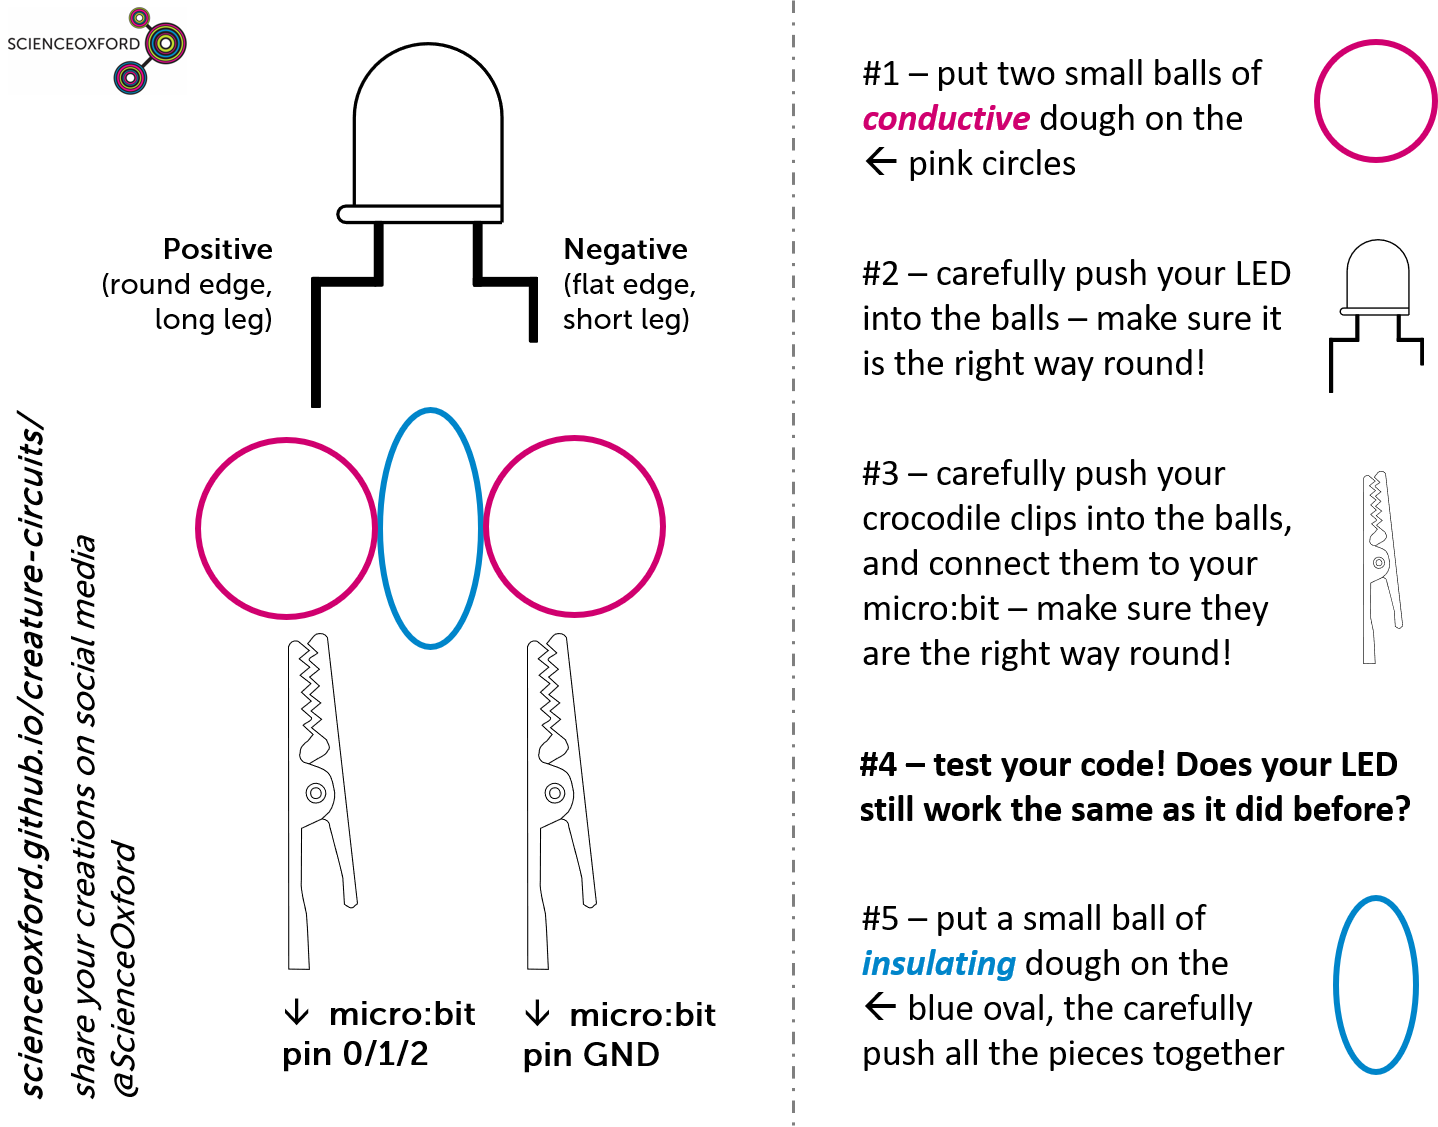 SCIENCEOXFORD
Positive
(round edge,
long leg)
Negative
(flat edge,
short leg)
scienceoxford.github.io/creature-circuits/
share your creations on social media
@ScienceOxford
↓ micro:bit
pin 0/1/2
↓ micro:bit
pin GND
#1 – put two small balls of
conductive dough on the
← pink circles
#2 – carefully push your LED
into the balls – make sure it
is the right way round!
#3 – carefully push your
crocodile clips into the balls,
and connect them to your
micro:bit – make sure they
are the right way round!
#4 – test your code! Does your LED
still work the same as it did before?
#5 – put a small ball of
insulating dough on the
← blue oval, the carefully
push all the pieces together